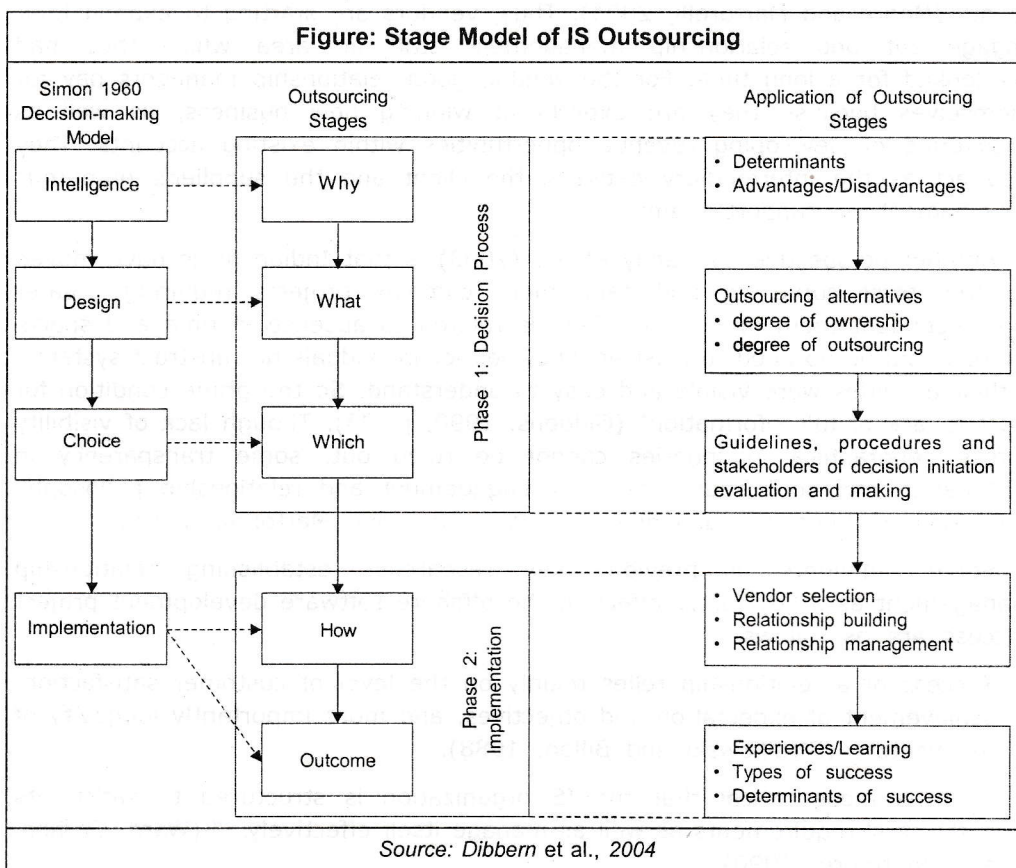 Figure: Stage Model of IS Outsourcing
Simon 1960
Decision-making
Model
Outsourcing
Stages
Application of Outsourcing
Stages
Intelligence
Why
• Determinants
• Advantages/Disadvantages
Design
What
Outsourcing alternatives
• degree of ownership
• degree of outsourcing
Choice
Which
Guidelines, procedures and
stakeholders of decision initiation
evaluation and making
Phase 1: Decision Process
Implementation
How
• Vendor selection
• Relationship building
• Relationship management
Phase 2:
Implementation
Outcome
• Experiences/Learning
• Types of success
• Determinants of success
Source: Dibbern et al., 2004